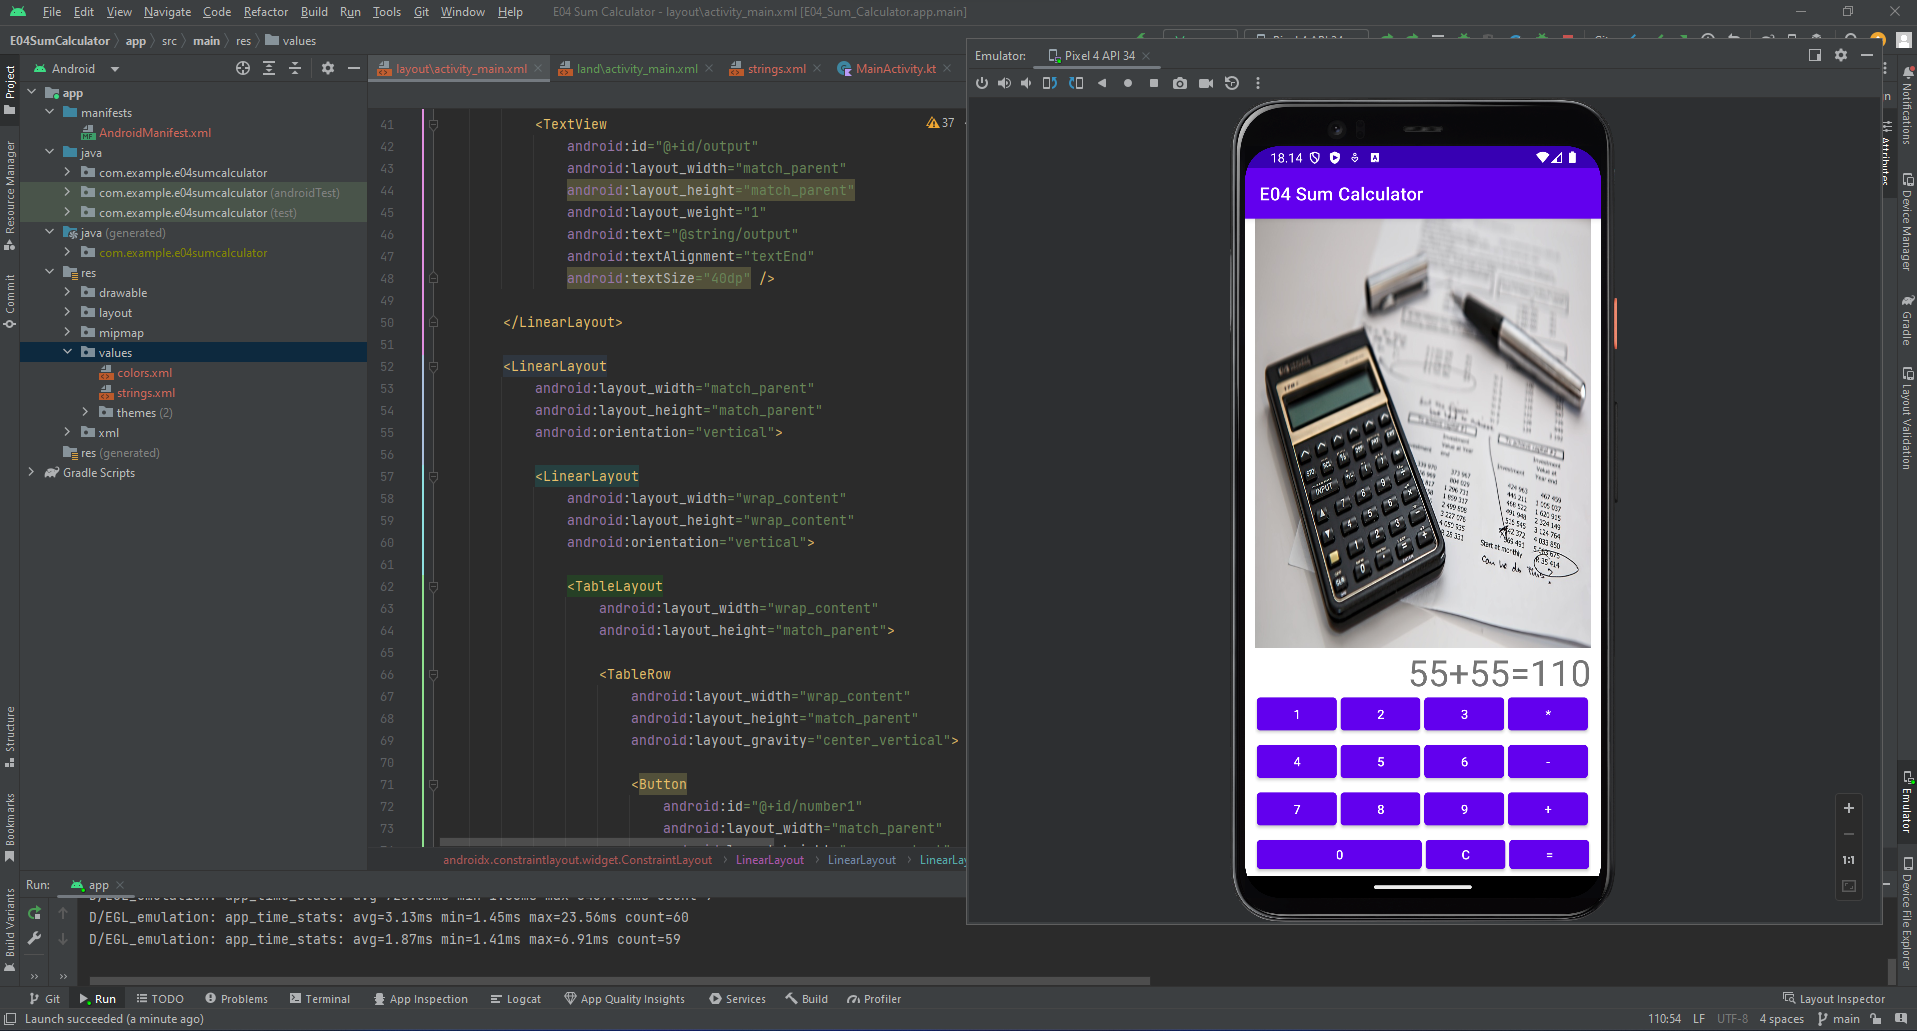 File Edit View Navigate Code Refactor Build Run Tools Git Window Help E04 Sum Calculator - layout\activity_main.xml [E04_Sum_Calculator.app.main]
E04SumCalculator app src main res values
Emulator: Pixel 4 API 34
Android
layout\activity_main.xml land\activity_main.xml strings.xml MainActivity.kt
Project
Resource Manager
Commit
Structure
Bookmarks
Build Variants
app
manifests
AndroidManifest.xml
java
com.example.e04sumcalculator
com.example.e04sumcalculator (androidTest)
com.example.e04sumcalculator (test)
java (generated)
com.example.e04sumcalculator
res
drawable
layout
mipmap
values
colors.xml
strings.xml
themes (2)
xml
res (generated)
Gradle Scripts
37
41 <TextView
42 android:id="@+id/output"
43 android:layout_width="match_parent"
44 android:layout_height="match_parent"
45 android:layout_weight="1"
46 android:text="@string/output"
47 android:textAlignment="textEnd"
48 android:textSize="40dp" />
49
50 </LinearLayout>
51
52 <LinearLayout
53 android:layout_width="match_parent"
54 android:layout_height="match_parent"
55 android:orientation="vertical">
56
57 <LinearLayout
58 android:layout_width="wrap_content"
59 android:layout_height="wrap_content"
60 android:orientation="vertical">
61
62 <TableLayout
63 android:layout_width="wrap_content"
64 android:layout_height="match_parent">
65
66 <TableRow
67 android:layout_width="wrap_content"
68 android:layout_height="match_parent"
69 android:layout_gravity="center_vertical">
70
71 <Button
72 android:id="@+id/number1"
73 android:layout_width="match_parent"
androidx.constraintlayout.widget.ConstraintLayout LinearLayout LinearLayout LinearLa
18.14
E04 Sum Calculator
Start at monthly
Can we do this?
55+55=110
1 2 3 *
4 5 6 -
7 8 9 +
0 C =
1:1
Notifications
Attributes
Device Manager
Gradle
Layout Validation
Emulator
Device File Explorer
Run: app
D/EGL_emulation: app_time_stats: avg=3.13ms min=1.45ms max=23.56ms count=60
D/EGL_emulation: app_time_stats: avg=1.87ms min=1.41ms max=6.91ms count=59
Git Run TODO Problems Terminal App Inspection Logcat App Quality Insights Services Build Profiler Layout Inspector
Launch succeeded (a minute ago) 110:54 LF UTF-8 4 spaces main